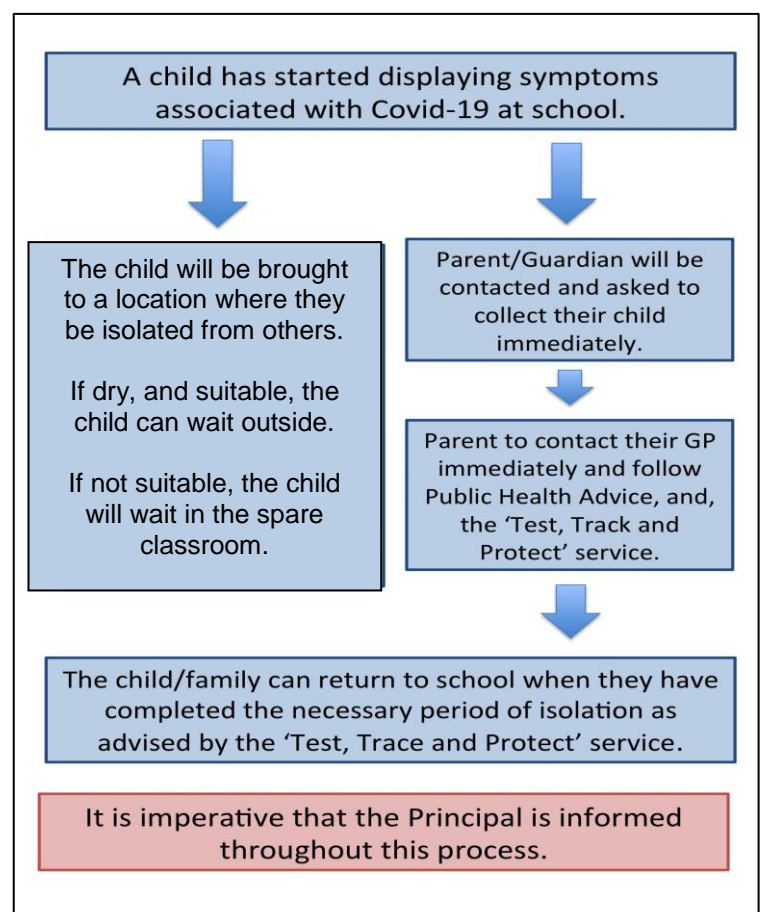 A child has started displaying symptoms
associated with Covid-19 at school.
The child will be brought
to a location where they
be isolated from others.
If dry, and suitable, the
child can wait outside.
If not suitable, the child
will wait in the spare
classroom.
Parent/Guardian will be
contacted and asked to
collect their child
immediately.
Parent to contact their GP
immediately and follow
Public Health Advice, and,
the ‘Test, Track and
Protect’ service.
The child/family can return to school when they have
completed the necessary period of isolation as
advised by the ‘Test, Trace and Protect’ service.
It is imperative that the Principal is informed
throughout this process.